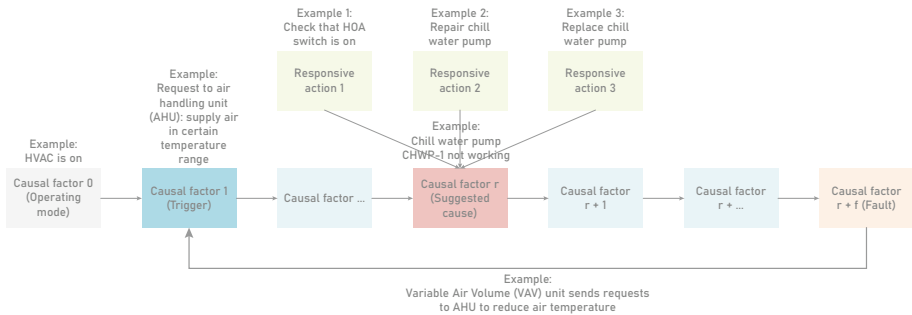 Example 1:
Check that HOA
switch is on
Example 2:
Repair chill
water pump
Example 3:
Replace chill
water pump
Responsive
action 1
Responsive
action 2
Responsive
action 3
Example:
Request to air
handling unit
(AHU): supply air
in certain
temperature
range
Example:
HVAC is on
Example:
Chill water pump
CHWP-1 not working
Causal factor 0
(Operating
mode)
Causal factor 1
(Trigger)
Causal factor ...
Causal factor r
(Suggested
cause)
Causal factor
r + 1
Causal factor
r + ...
Causal factor
r + f (Fault)
Example:
Variable Air Volume (VAV) unit sends requests
to AHU to reduce air temperature